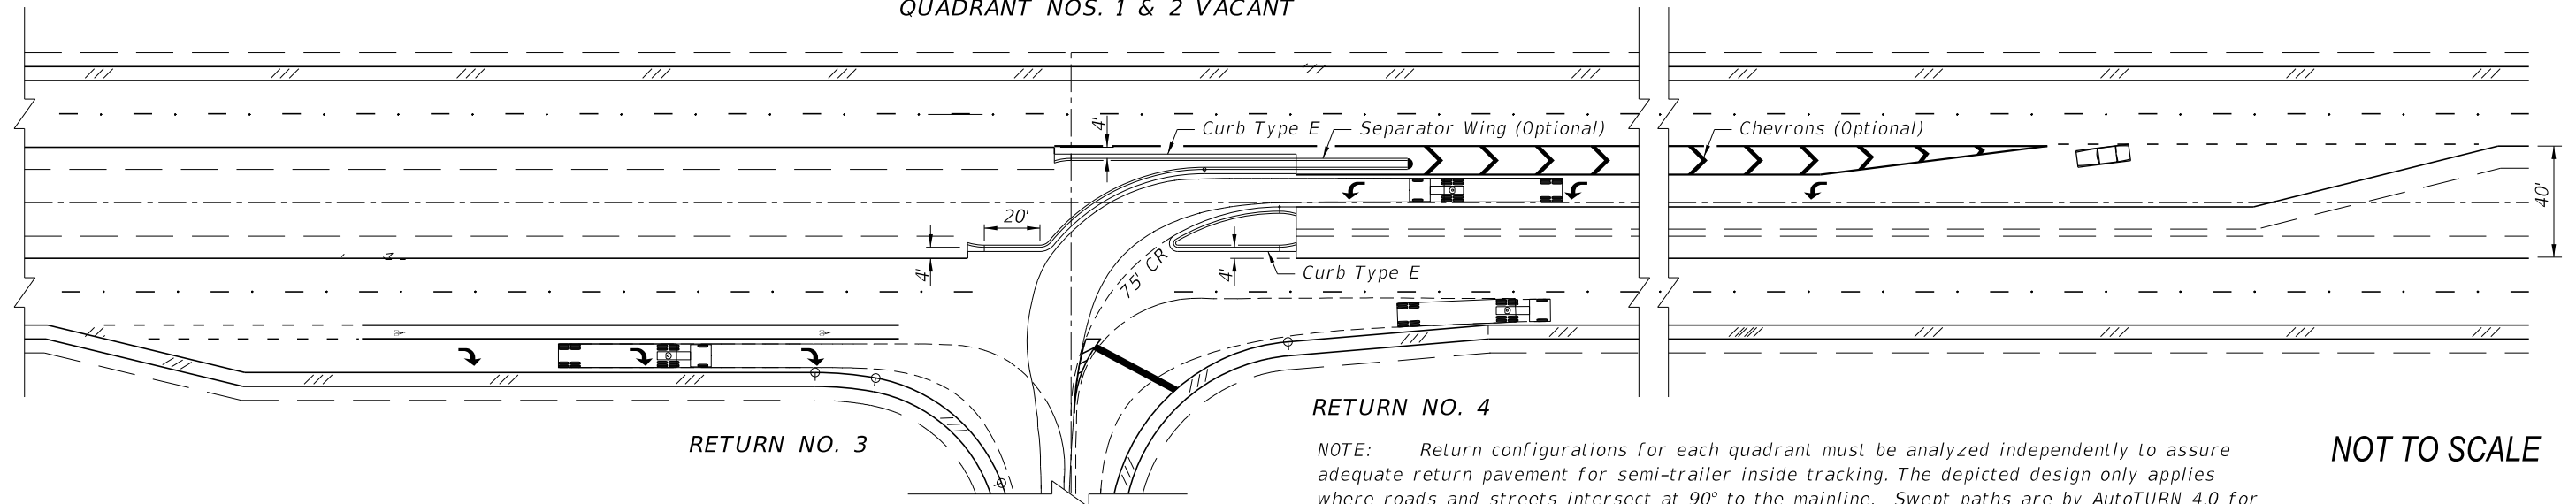 QUADRANT NOS. 1 & 2 VACANT
4'
Curb Type E
Separator Wing (Optional)
Chevrons (Optional)
20'
4'
75' CR
4'
Curb Type E
40'
RETURN NO. 3
RETURN NO. 4
NOTE: Return configurations for each quadrant must be analyzed independently to assure
adequate return pavement for semi-trailer inside tracking. The depicted design only applies
where roads and streets intersect at 90° to the mainline. Swept paths are by AutoTURN 4.0 for
NOT TO SCALE